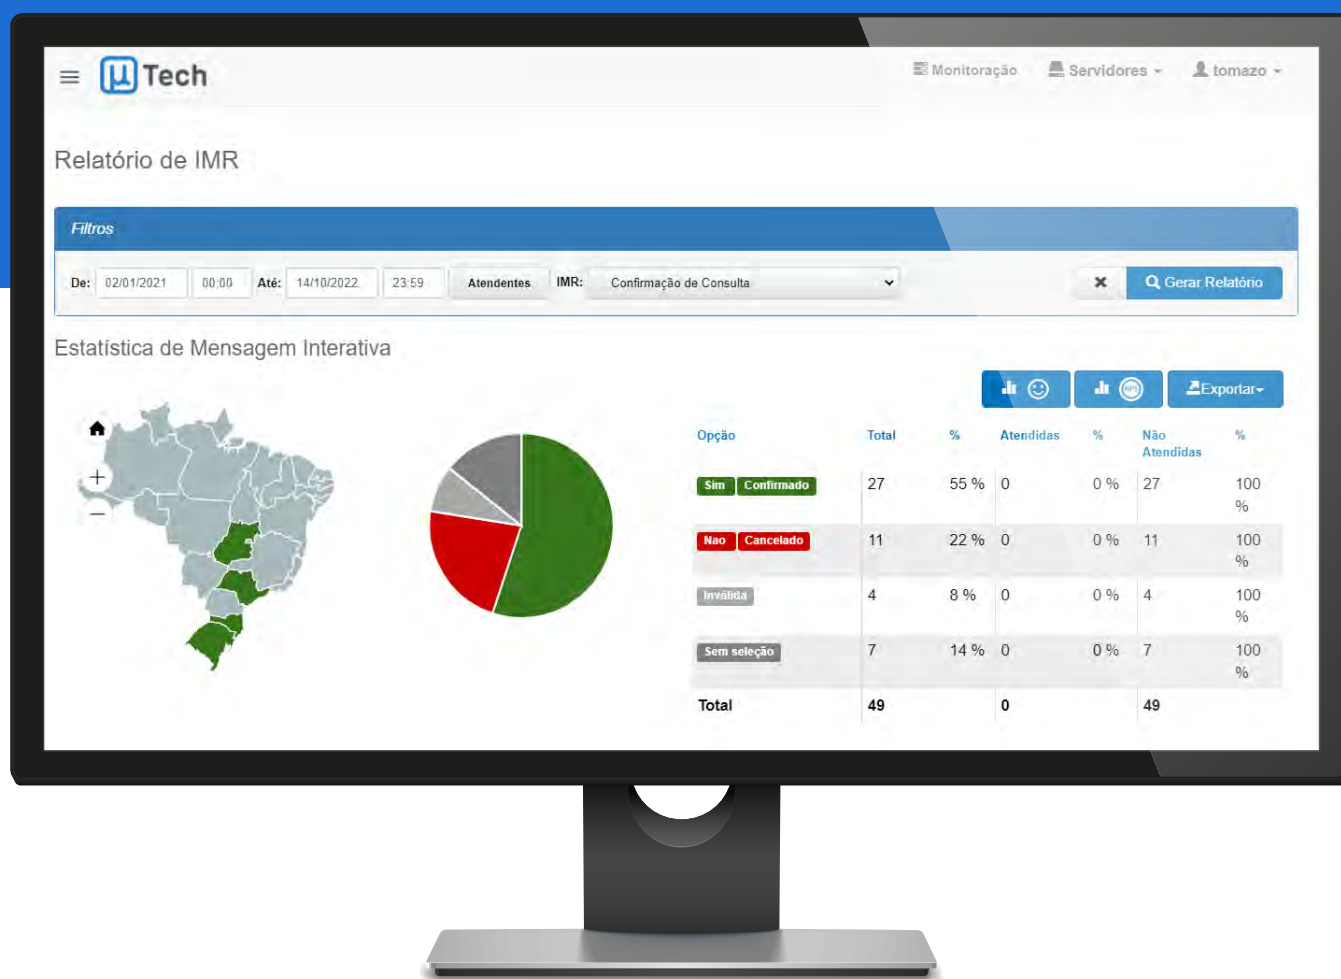 µ Tech
Monitoração Servidores tomazo
Relatório de IMR
Filtros
De: 02/01/2021 00:00 Até: 14/10/2022 23:59 Atendentes IMR: Confirmação de Consulta Gerar Relatório
Estatística de Mensagem Interativa
NPS Exportar
Opção Total % Atendidas % Não Atendidas %
Sim Confirmado 27 55 % 0 0 % 27 100 %
Nao Cancelado 11 22 % 0 0 % 11 100 %
Inválida 4 8 % 0 0 % 4 100 %
Sem seleção 7 14 % 0 0 % 7 100 %
Total 49 0 49